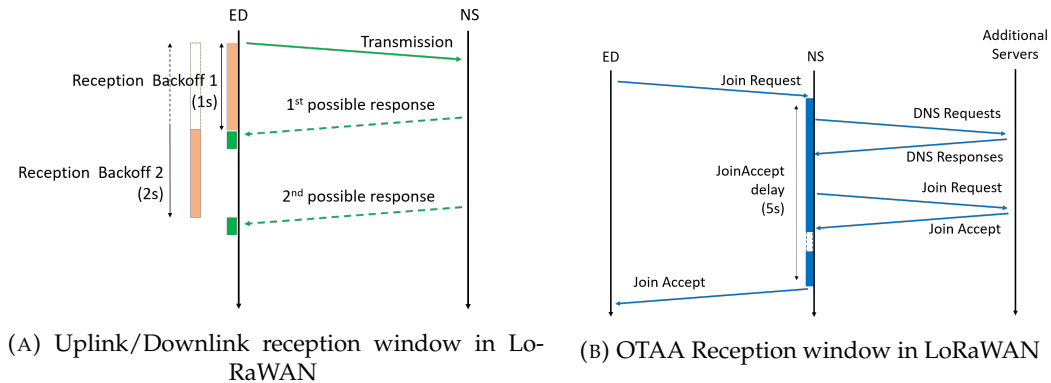 ED
NS
Transmission
Reception Backoff 1
(1s)
1st possible response
Reception Backoff 2
(2s)
2nd possible response
(A) Uplink/Downlink reception window in Lo-
RaWAN
Additional
Servers
ED
NS
Join Request
DNS Requests
DNS Responses
JoinAccept
delay
(5s)
Join Request
Join Accept
Join Accept
(B) OTAA Reception window in LoRaWAN